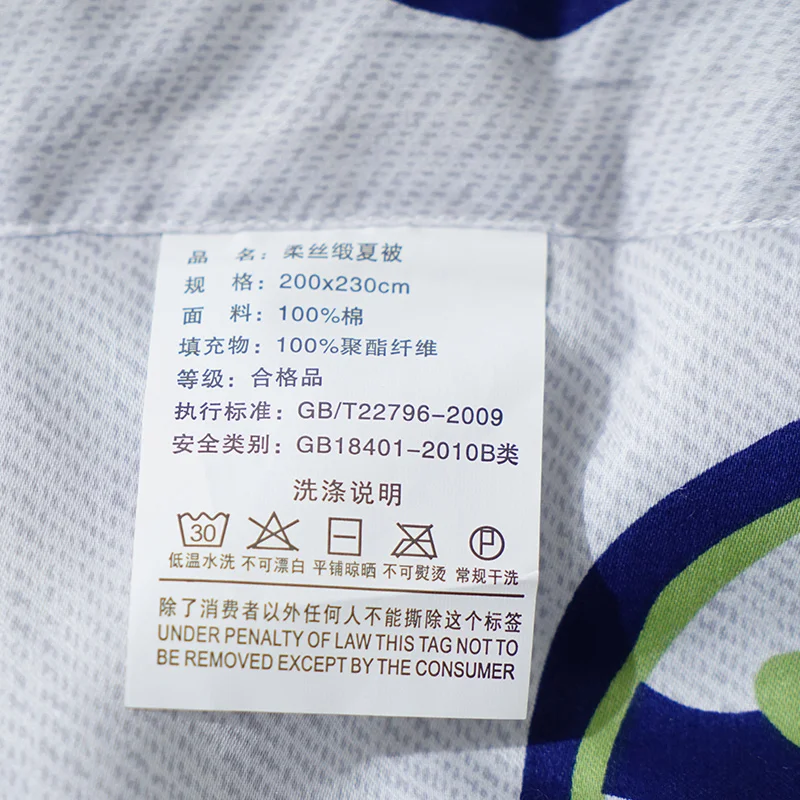 品 名：柔丝缎夏被
规 格：200x230cm
面 料：100%棉
填充物：100%聚酯纤维
等级：合格品
执行标准：GB/T22796-2009
安全类别：GB18401-2010B类
洗涤说明
30 P
低温水洗 不可漂白 平铺晾晒 不可熨烫 常规干洗
除了消费者以外任何人不能撕除这个标签
UNDER PENALTY OF LAW THIS TAG NOT TO
BE REMOVED EXCEPT BY THE CONSUMER